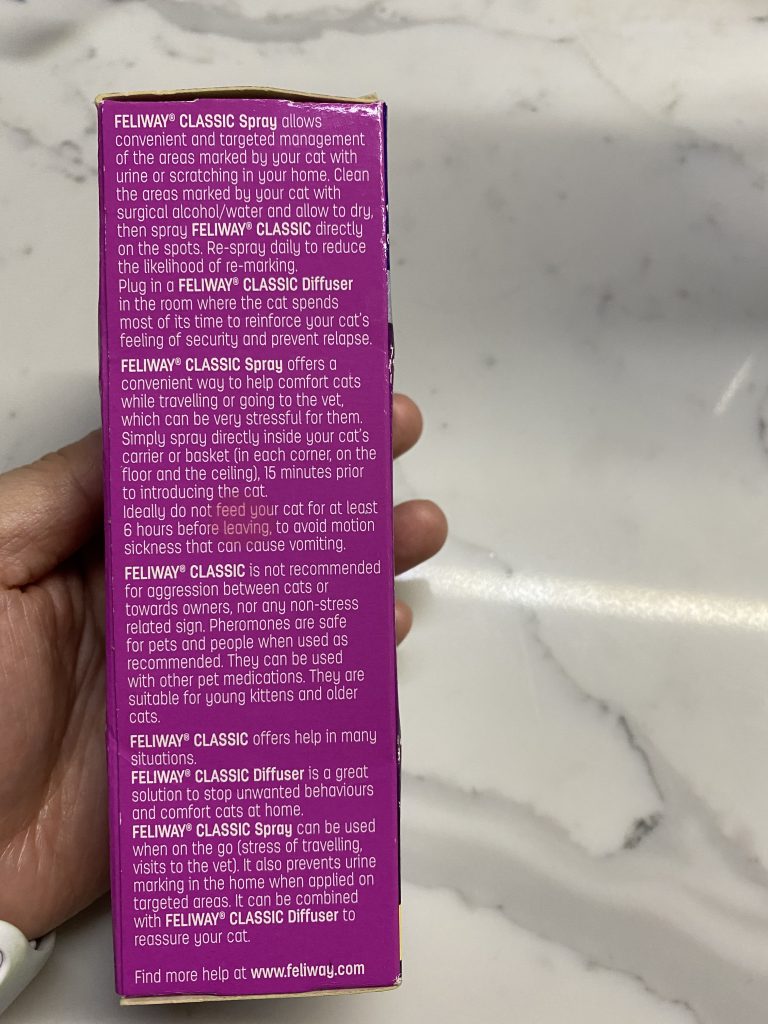 FELIWAY® CLASSIC Spray allows
convenient and targeted management
of the areas marked by your cat with
urine or scratching in your home. Clean
the areas marked by your cat with
surgical alcohol/water and allow to dry,
then spray FELIWAY® CLASSIC directly
on the spots. Re-spray daily to reduce
the likelihood of re-marking.
Plug in a FELIWAY® CLASSIC Diffuser
in the room where the cat spends
most of its time to reinforce your cat's
feeling of security and prevent relapse.
FELIWAY® CLASSIC Spray offers a
convenient way to help comfort cats
while travelling or going to the vet,
which can be very stressful for them.
Simply spray directly inside your cat's
carrier or basket (in each corner, on the
floor and the ceiling), 15 minutes prior
to introducing the cat.
Ideally do not feed your cat for at least
6 hours before leaving, to avoid motion
sickness that can cause vomiting.
FELIWAY® CLASSIC is not recommended
for aggression between cats or
towards owners, nor any non-stress
related sign. Pheromones are safe
for pets and people when used as
recommended. They can be used
with other pet medications. They are
suitable for young kittens and older
cats.
FELIWAY® CLASSIC offers help in many
situations.
FELIWAY® CLASSIC Diffuser is a great
solution to stop unwanted behaviours
and comfort cats at home.
FELIWAY® CLASSIC Spray can be used
when on the go (stress of travelling,
visits to the vet). It also prevents urine
marking in the home when applied on
targeted areas. It can be combined
with FELIWAY® CLASSIC Diffuser to
reassure your cat.
Find more help at www.feliway.com